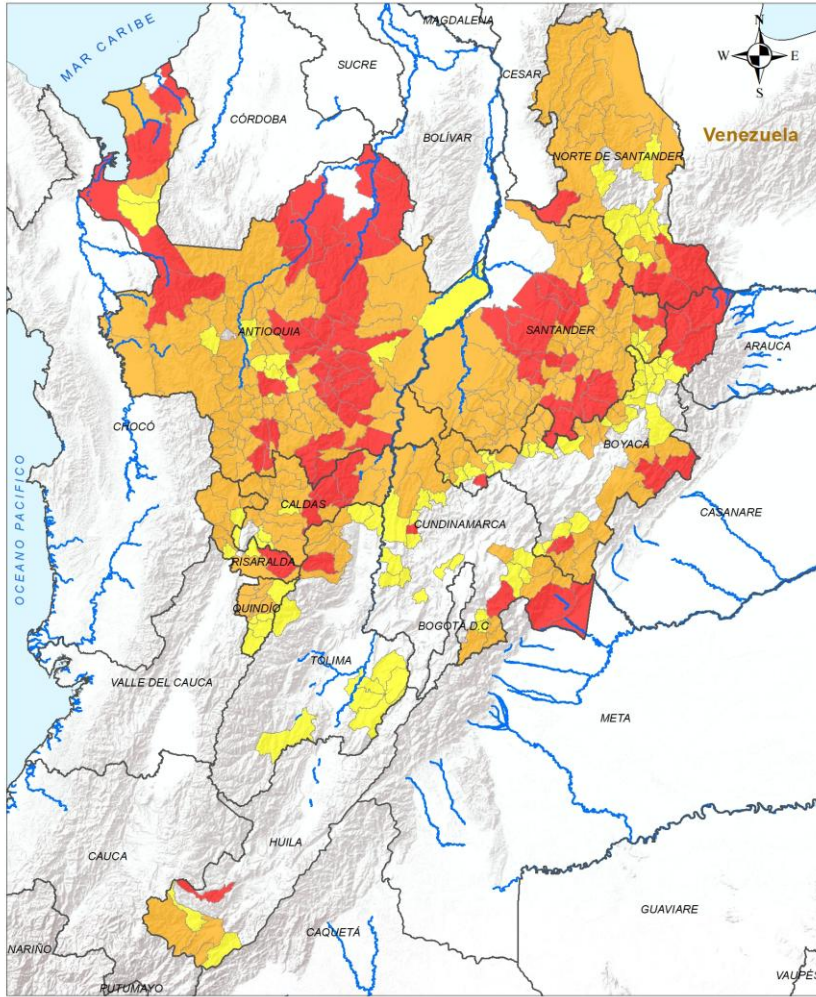 MAGDALENA
N
MAR CARIBE
SUCRE
CESAR
W
E
S
CÓRDOBA
BOLÍVAR
Venezuela
NORTE DE SANTANDER
ANTIOQUIA
SANTANDER
ARAUCA
CHOCÓ
BOYACÁ
OCEANO PACIFICO
CALDAS
CUNDINAMARCA
CASANARE
RISARALDA
QUINDÍO
BOGOTÁ D.C
TOLIMA
VALLE DEL CAUCA
META
HUILA
CAUCA
GUAVIARE
NARIÑO
CAQUETÁ
PUTUMAYO
VAUPÉS